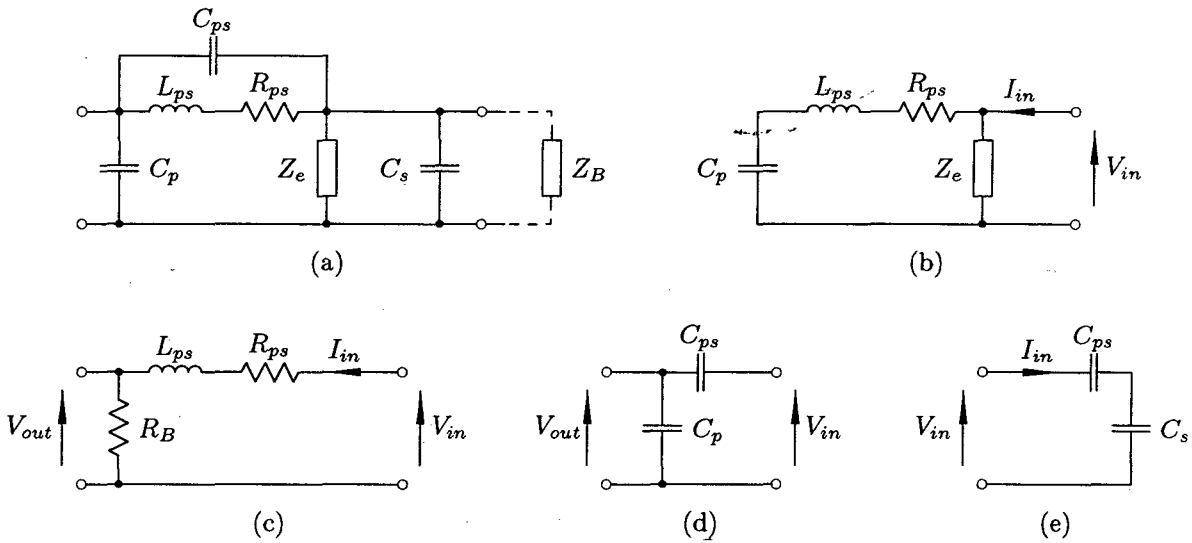 C_ps
L_ps R_ps
C_p Z_e C_s Z_B
(a)
L_ps R_ps I_in
C_p Z_e V_in
(b)
L_ps R_ps I_in
V_out R_B V_in
(c)
C_ps
V_out C_p V_in
(d)
I_in C_ps
V_in C_s
(e)